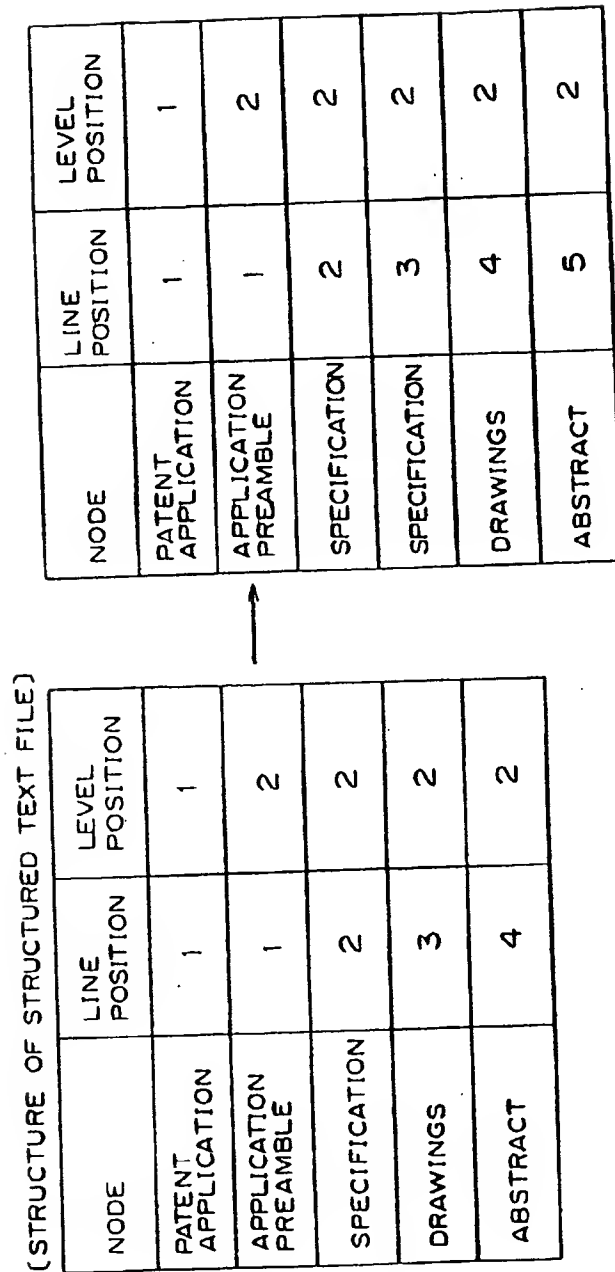 (STRUCTURE OF STRUCTURED TEXT FILE)
NODE LINE POSITION LEVEL POSITION
PATENT APPLICATION 1 1
APPLICATION PREAMBLE 1 2
SPECIFICATION 2 2
DRAWINGS 3 2
ABSTRACT 4 2
NODE LINE POSITION LEVEL POSITION
PATENT APPLICATION 1 1
APPLICATION PREAMBLE 1 2
SPECIFICATION 2 2
SPECIFICATION 3 2
DRAWINGS 4 2
ABSTRACT 5 2